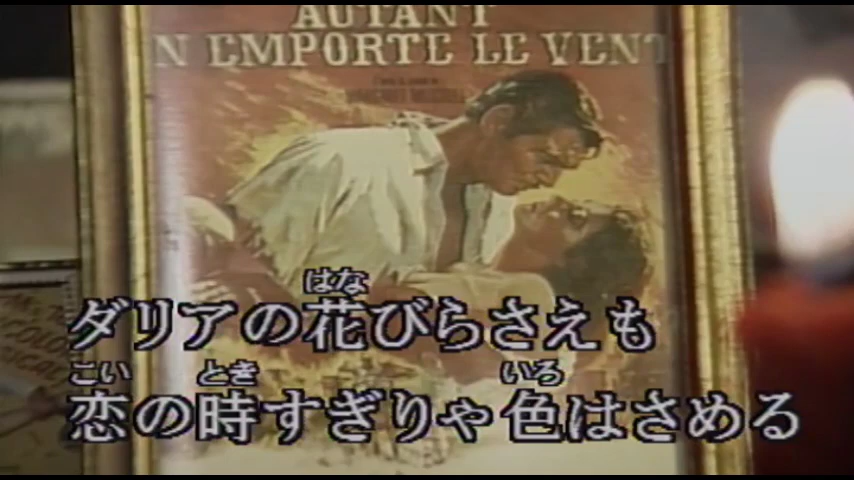 AUTANT
N EMPORTE LE VENT
はな
ダリアの花びらさえも
こい とき いろ
恋の時すぎりゃ色はさめる